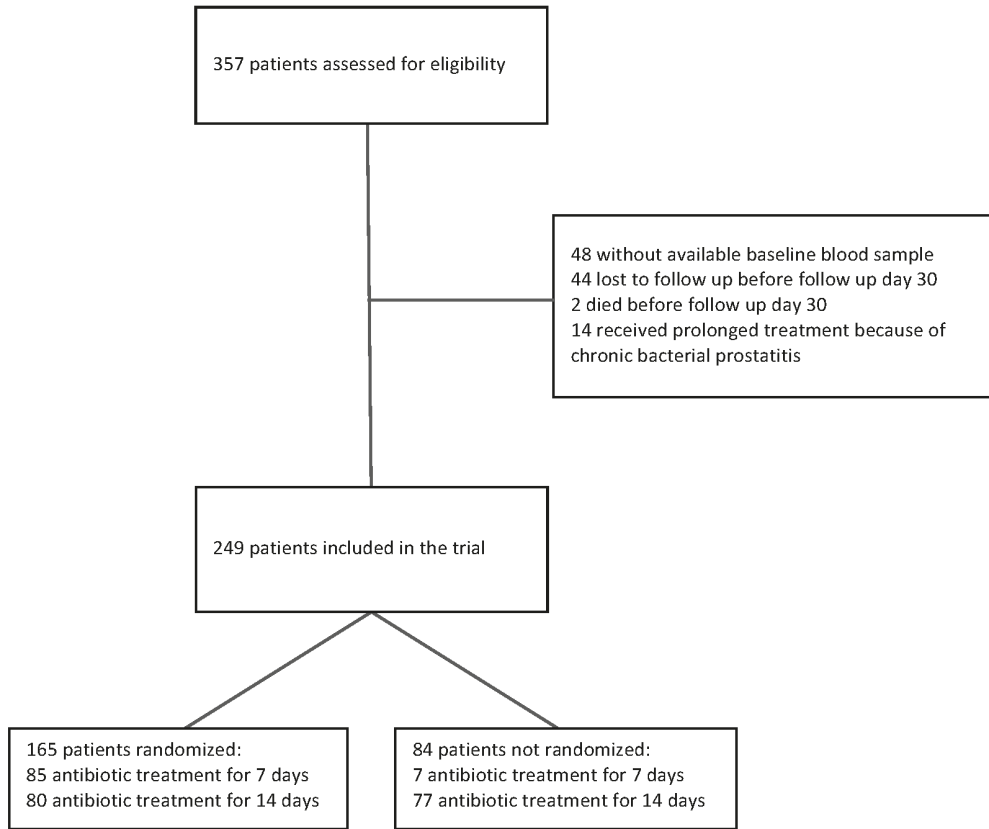 357 patients assessed for eligibility
48 without available baseline blood sample
44 lost to follow up before follow up day 30
2 died before follow up day 30
14 received prolonged treatment because of
chronic bacterial prostatitis
249 patients included in the trial
165 patients randomized:
85 antibiotic treatment for 7 days
80 antibiotic treatment for 14 days
84 patients not randomized:
7 antibiotic treatment for 7 days
77 antibiotic treatment for 14 days